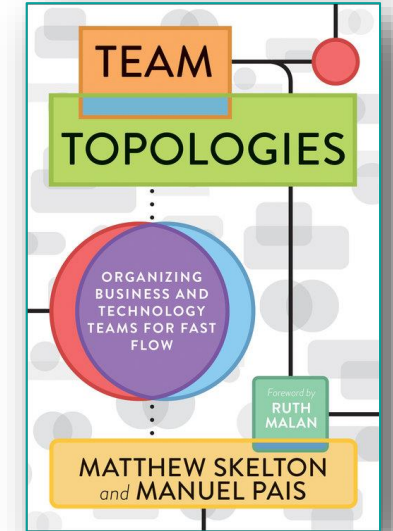 TEAM
TOPOLOGIES
ORGANIZING
BUSINESS AND
TECHNOLOGY
TEAMS FOR FAST
FLOW
Foreword by
RUTH
MALAN
MATTHEW SKELTON
and MANUEL PAIS